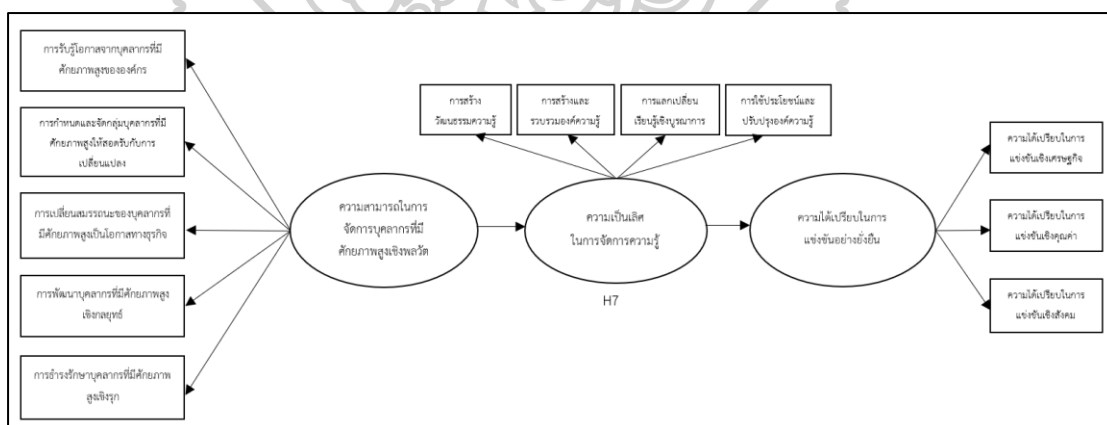 การรับรู้โอกาสจากบุคลากรที่มี
ศักยภาพสูงขององค์กร
การกำหนดและจัดกลุ่มบุคลากรที่มี
ศักยภาพสูงให้สอดรับกับการ
เปลี่ยนแปลง
การเปลี่ยนสมรรถนะของบุคลากรที่
มีศักยภาพสูงเป็นโอกาสทางธุรกิจ
การพัฒนาบุคลากรที่มีศักยภาพสูง
เชิงกลยุทธ์
การธำรงรักษาบุคลากรที่มีศักยภาพ
สูงเชิงรุก
ความสามารถในการ
จัดการบุคลากรที่มี
ศักยภาพสูงเชิงพลวัต
การสร้าง
วัฒนธรรมความรู้
การสร้างและ
รวบรวมองค์ความรู้
การแลกเปลี่ยน
เรียนรู้เชิงบูรณาการ
การใช้ประโยชน์และ
ปรับปรุงองค์ความรู้
ความเป็นเลิศ
ในการจัดการความรู้
H7
ความได้เปรียบในการ
แข่งขันอย่างยั่งยืน
ความได้เปรียบในการ
แข่งขันเชิงเศรษฐกิจ
ความได้เปรียบในการ
แข่งขันเชิงคุณค่า
ความได้เปรียบในการ
แข่งขันเชิงสังคม